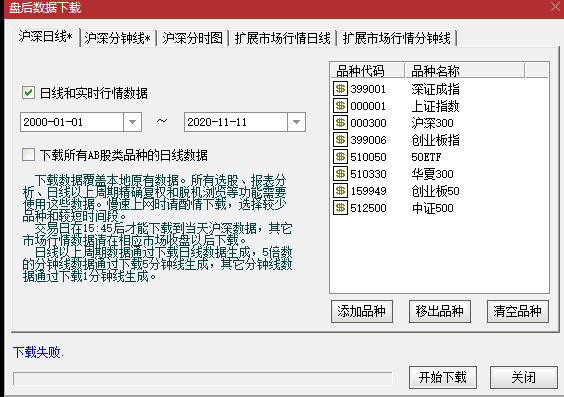 盘后数据下载
沪深日线* 沪深分钟线* 沪深分时图 扩展市场行情日线 扩展市场行情分钟线
日线和实时行情数据
2000-01-01 ~ 2020-11-11
下载所有AB股类品种的日线数据
下载数据覆盖本地原有数据。所有选股、报表分
析、日线以上周期精确复权和脱机浏览等功能需要
使用这些数据。慢速上网时请酌情下载，选择较少
品种和较短时间段。
交易日在15:45后才能下载到当天沪深数据，其它
市场行情数据请在相应市场收盘以后下载。
日线以上周期数据通过下载日线数据生成，5倍数
的分钟线数据通过下载5分钟线生成，其它分钟线数
据通过下载1分钟线生成。
品种代码 品种名称
399001 深证成指
000001 上证指数
000300 沪深300
399006 创业板指
510050 50ETF
510330 华夏300
159949 创业板50
512500 中证500
添加品种 移出品种 清空品种
下载失败.
开始下载 关闭